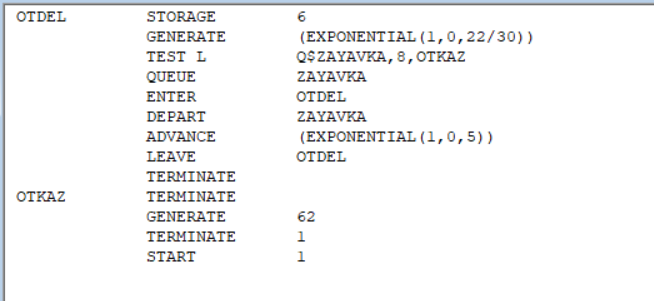 OTDEL STORAGE 6
GENERATE (EXPONENTIAL(1,0,22/30))
TEST L Q$ZAYAVKA,8,OTKAZ
QUEUE ZAYAVKA
ENTER OTDEL
DEPART ZAYAVKA
ADVANCE (EXPONENTIAL(1,0,5))
LEAVE OTDEL
TERMINATE
OTKAZ TERMINATE
GENERATE 62
TERMINATE 1
START 1